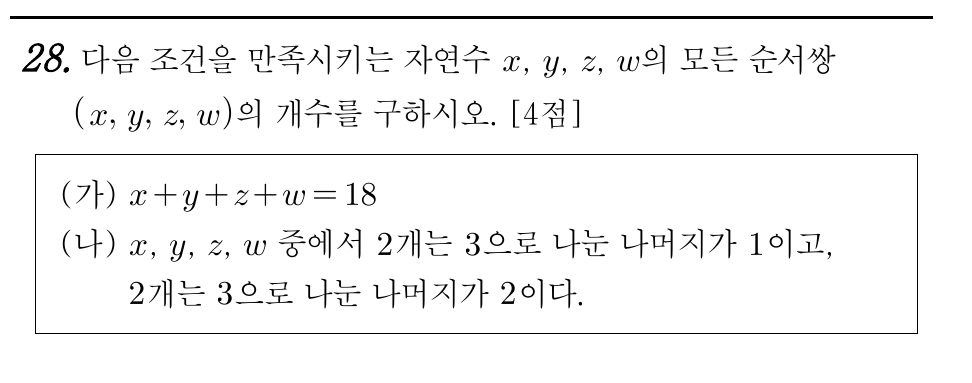 28. 다음 조건을 만족시키는 자연수 x, y, z, w의 모든 순서쌍
(x, y, z, w)의 개수를 구하시오. [4점]
(가) x+y+z+w=18
(나) x, y, z, w 중에서 2개는 3으로 나눈 나머지가 1이고,
2개는 3으로 나눈 나머지가 2이다.